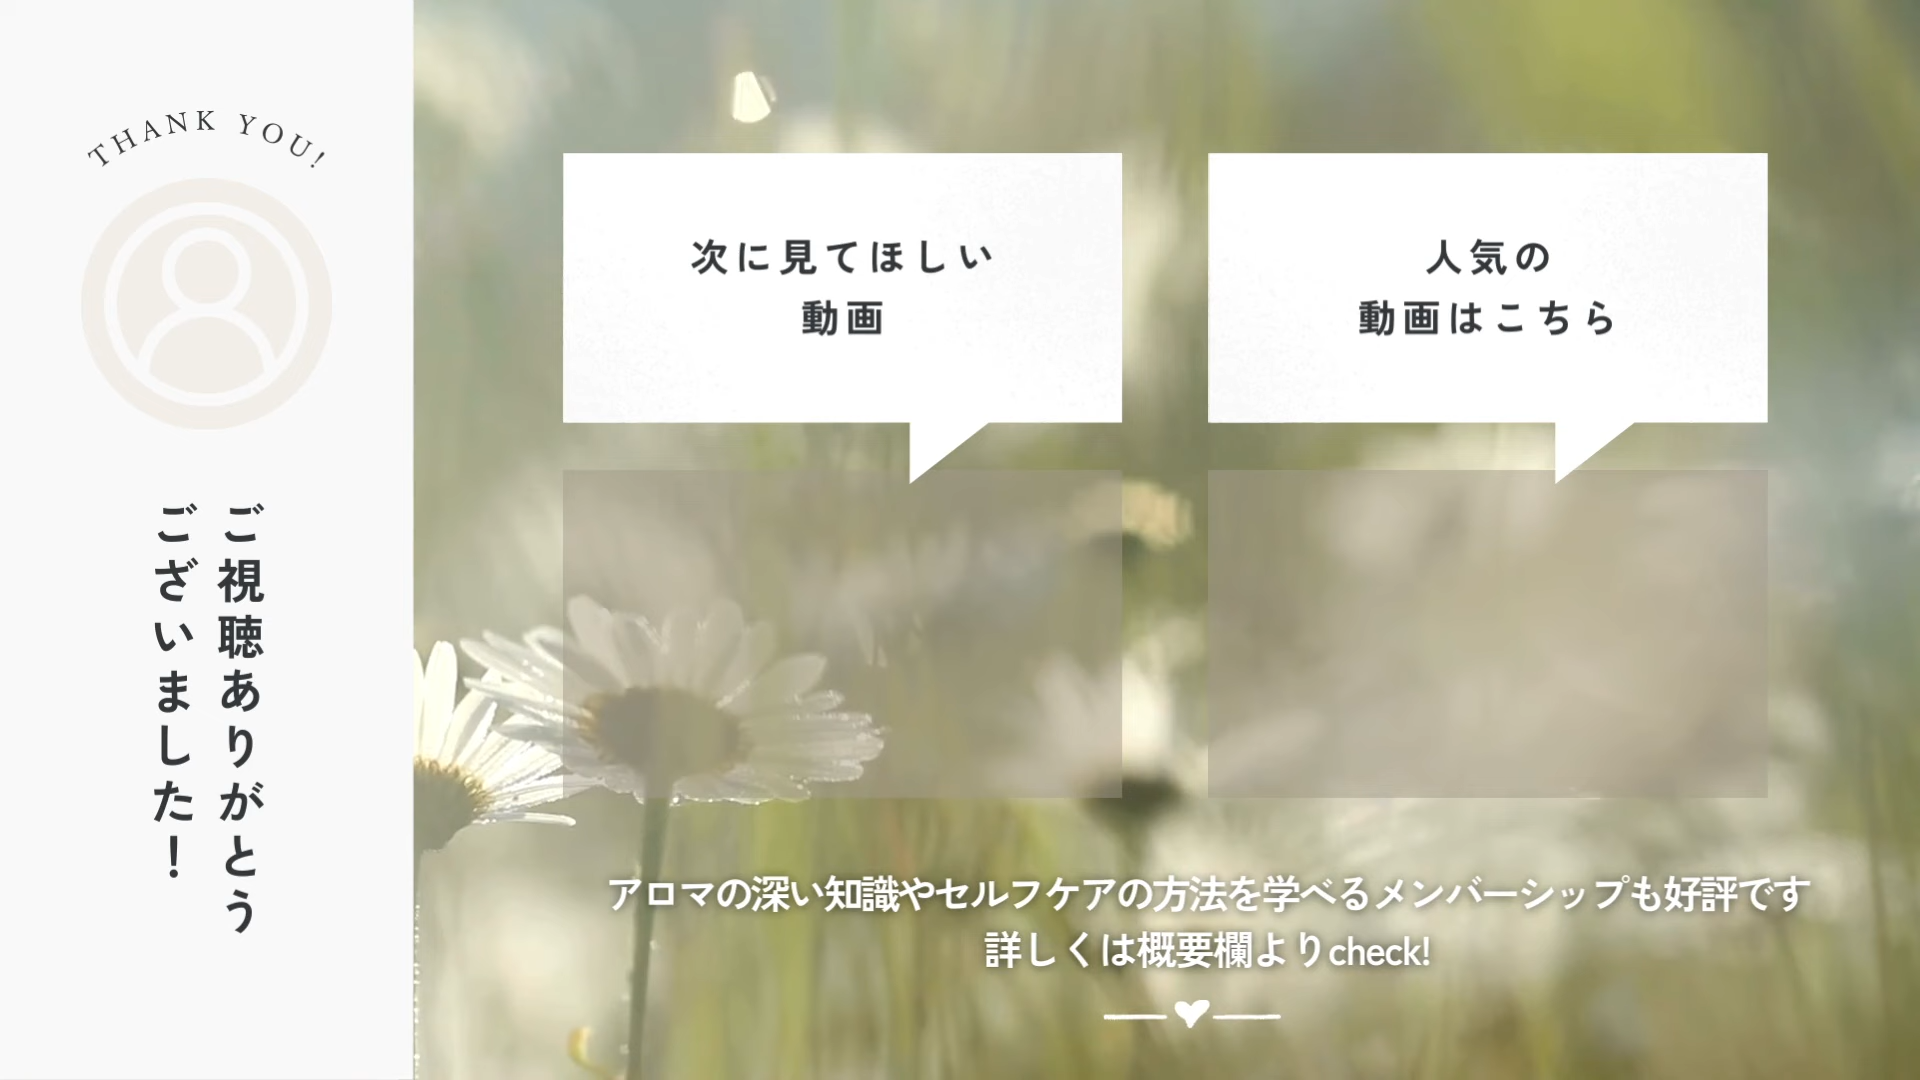 THANK YOU!
ご視聴ありがとう
ございました！
次に見てほしい
動画
人気の
動画はこちら
アロマの深い知識やセルフケアの方法を学べるメンバーシップも好評です
詳しくは概要欄よりcheck!